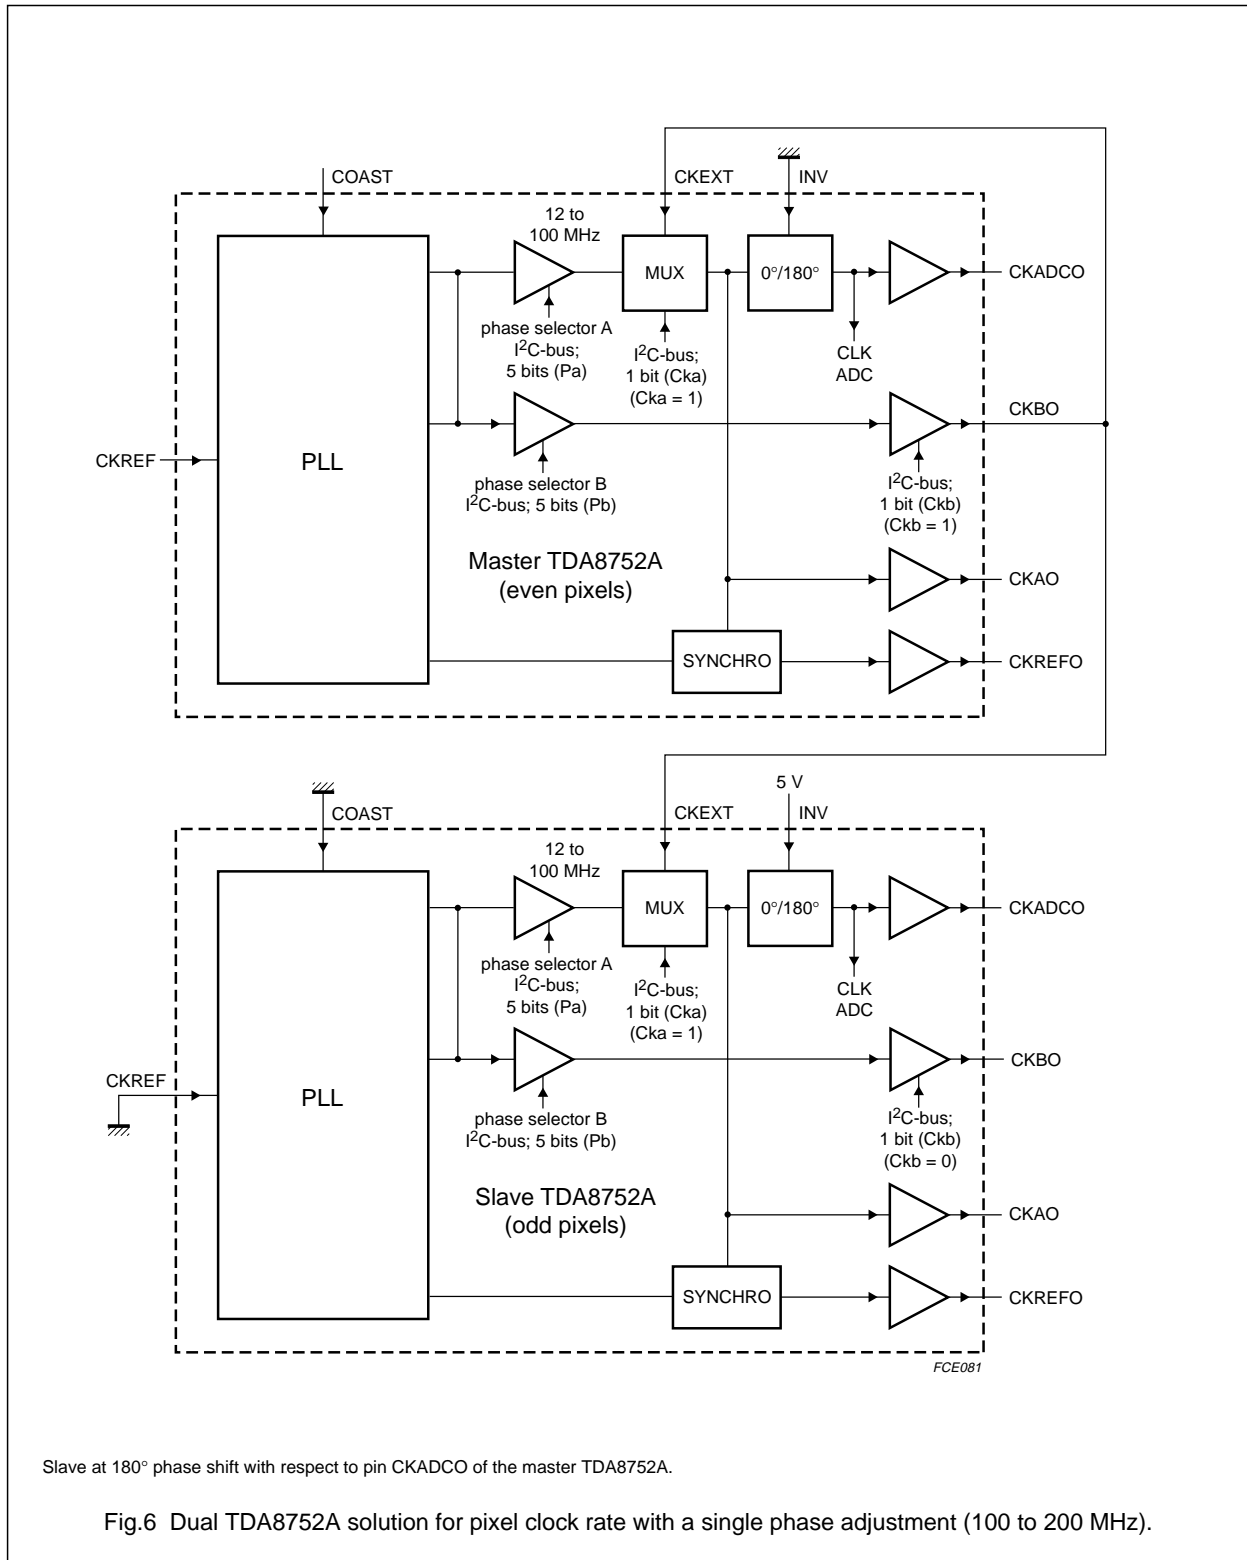 COAST
CKEXT
INV
12 to
100 MHz
MUX
0°/180°
CKADCO
phase selector A
I²C-bus;
5 bits (Pa)
I²C-bus;
1 bit (Cka)
(Cka = 1)
CLK
ADC
CKBO
CKREF
PLL
phase selector B
I²C-bus; 5 bits (Pb)
I²C-bus;
1 bit (Ckb)
(Ckb = 1)
Master TDA8752A
(even pixels)
CKAO
SYNCHRO
CKREFO
COAST
CKEXT
5 V
INV
12 to
100 MHz
MUX
0°/180°
CKADCO
phase selector A
I²C-bus;
5 bits (Pa)
I²C-bus;
1 bit (Cka)
(Cka = 1)
CLK
ADC
CKBO
CKREF
PLL
phase selector B
I²C-bus; 5 bits (Pb)
I²C-bus;
1 bit (Ckb)
(Ckb = 0)
Slave TDA8752A
(odd pixels)
CKAO
SYNCHRO
CKREFO
FCE081
Slave at 180° phase shift with respect to pin CKADCO of the master TDA8752A.
Fig.6 Dual TDA8752A solution for pixel clock rate with a single phase adjustment (100 to 200 MHz).